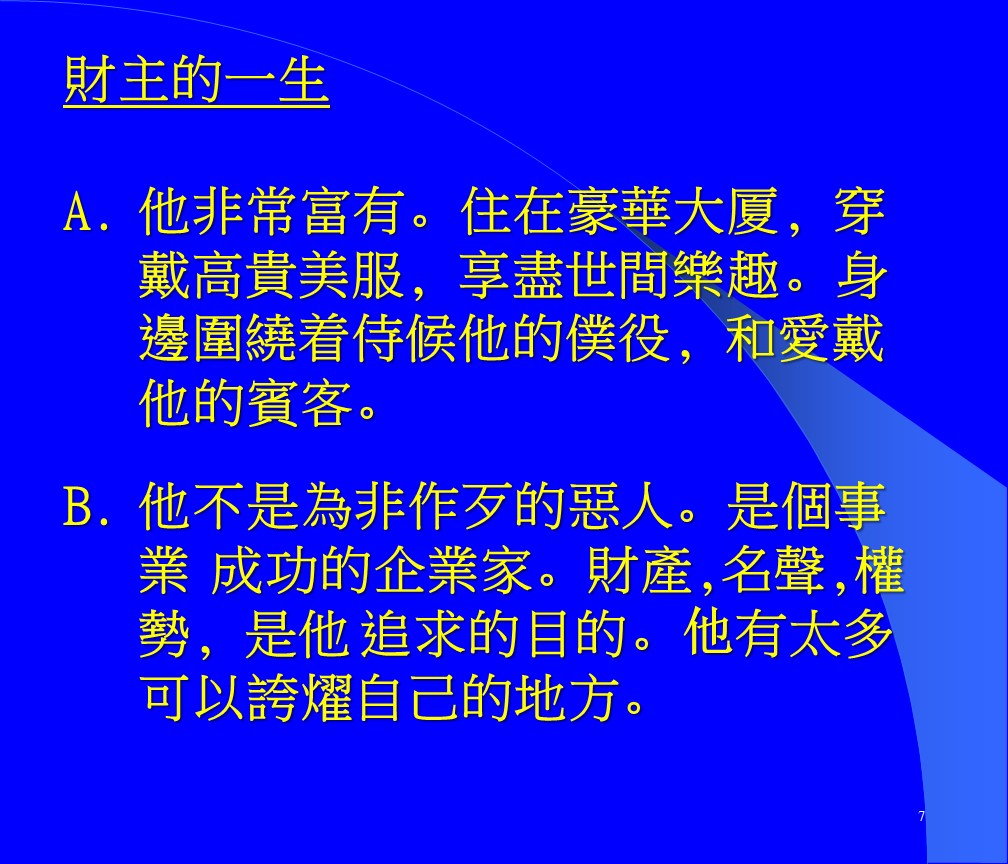 財主的一生
A. 他非常富有。住在豪華大厦, 穿
戴高貴美服, 享盡世間樂趣。身
邊圍繞着侍候他的僕役, 和愛戴
他的賓客。
B. 他不是為非作歹的惡人。是個事
業 成功的企業家。財產,名聲,權
勢, 是他 追求的目的。他有太多
可以誇燿自己的地方。
7